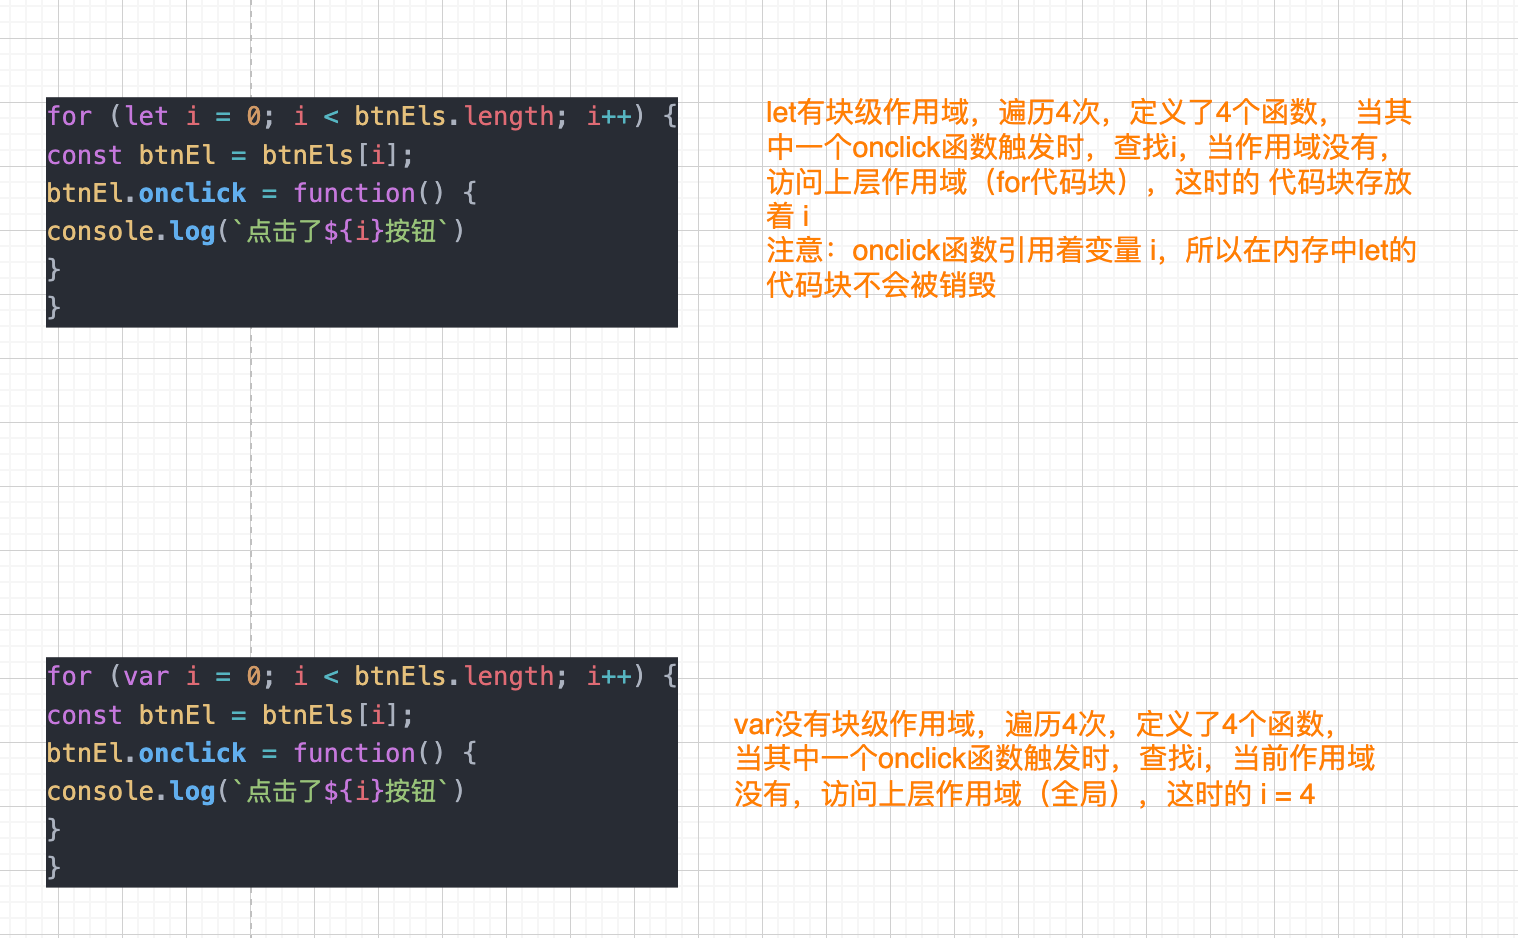 for (let i = 0; i < btnEls.length; i++) {
const btnEl = btnEls[i];
btnEl.onclick = function() {
console.log(`点击了${i}按钮`)
}
}
let有块级作用域，遍历4次，定义了4个函数， 当其
中一个onclick函数触发时，查找i，当作用域没有，
访问上层作用域（for代码块），这时的 代码块存放
着 i
注意：onclick函数引用着变量 i，所以在内存中let的
代码块不会被销毁
for (var i = 0; i < btnEls.length; i++) {
const btnEl = btnEls[i];
btnEl.onclick = function() {
console.log(`点击了${i}按钮`)
}
}
var没有块级作用域，遍历4次，定义了4个函数，
当其中一个onclick函数触发时，查找i，当前作用域
没有，访问上层作用域（全局），这时的 i = 4